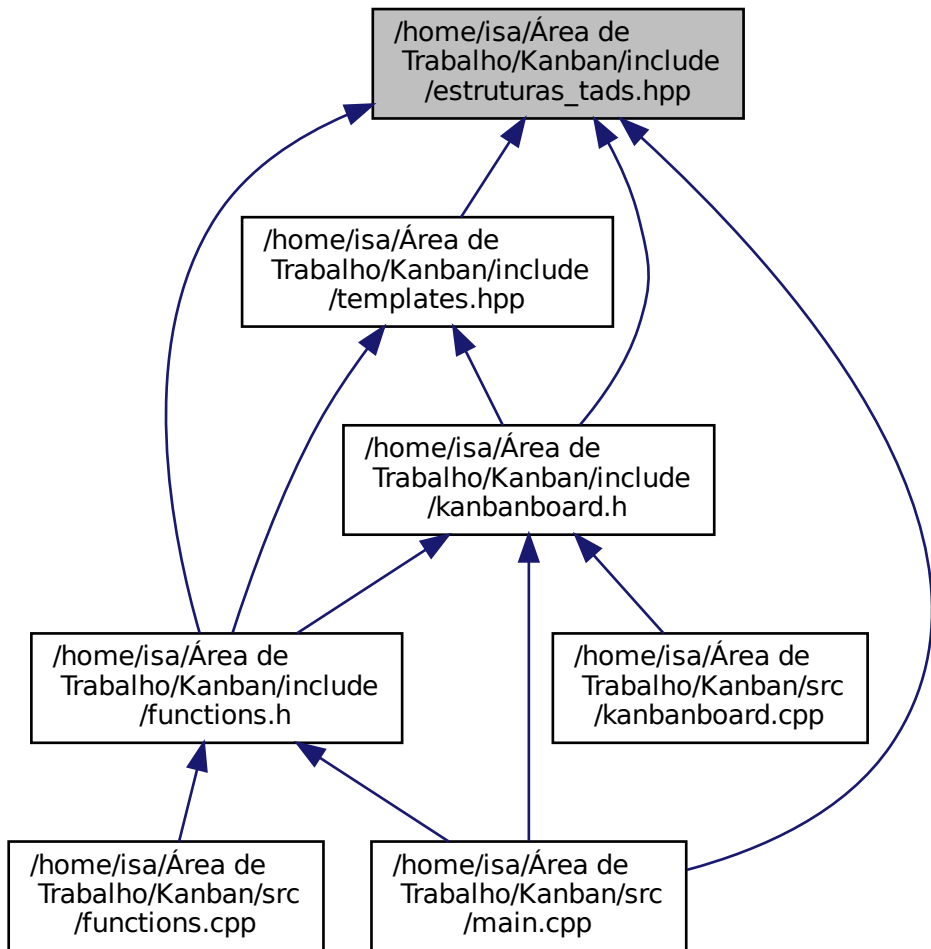 /home/isa/Área de
Trabalho/Kanban/include
/estruturas_tads.hpp
/home/isa/Área de
Trabalho/Kanban/include
/templates.hpp
/home/isa/Área de
Trabalho/Kanban/include
/kanbanboard.h
/home/isa/Área de
Trabalho/Kanban/include
/functions.h
/home/isa/Área de
Trabalho/Kanban/src
/kanbanboard.cpp
/home/isa/Área de
Trabalho/Kanban/src
/functions.cpp
/home/isa/Área de
Trabalho/Kanban/src
/main.cpp